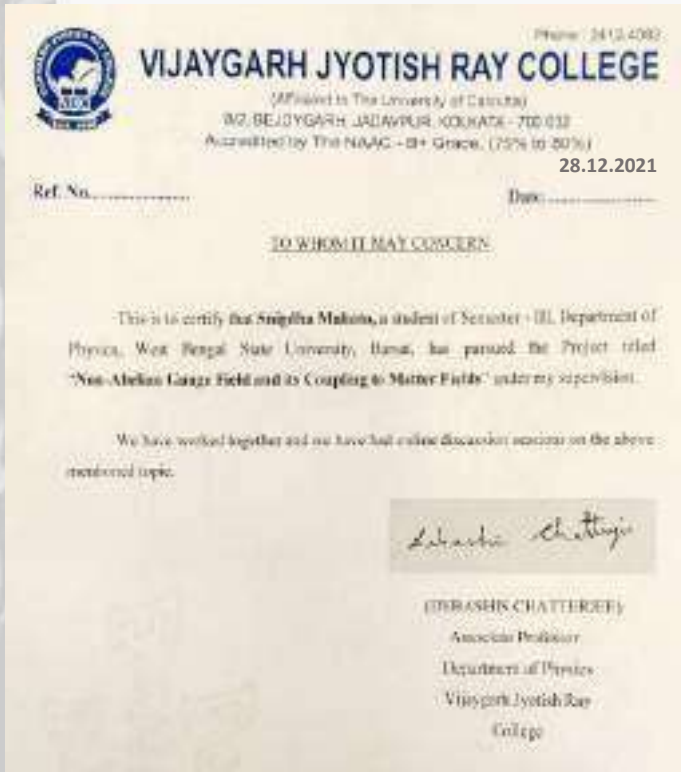 Phone : 2412-4082
VIJAYGARH JYOTISH RAY COLLEGE
(Affiliated to The University of Calcutta)
8/2, BEJOYGARH, JADAVPUR, KOLKATA - 700 032
Accredited by The NAAC - B+ Grade, (75% to 80%)
28.12.2021
Ref. No.................
Date ..................
TO WHOM IT MAY CONCERN
This is to certify that Snigdha Mahato, a student of Semester - III, Department of
Physics, West Bengal State University, Barsat, has pursued the Project titled
"Non-Abelian Gauge Field and its Coupling to Matter Fields" under my supervision.
We have worked together and we have had online discussion sessions on the above
mentioned topic.
Debashis Chatterjee
(DEBASHIS CHATTERJEE)
Associate Professor
Department of Physics
Vijaygarh Jyotish Ray
College